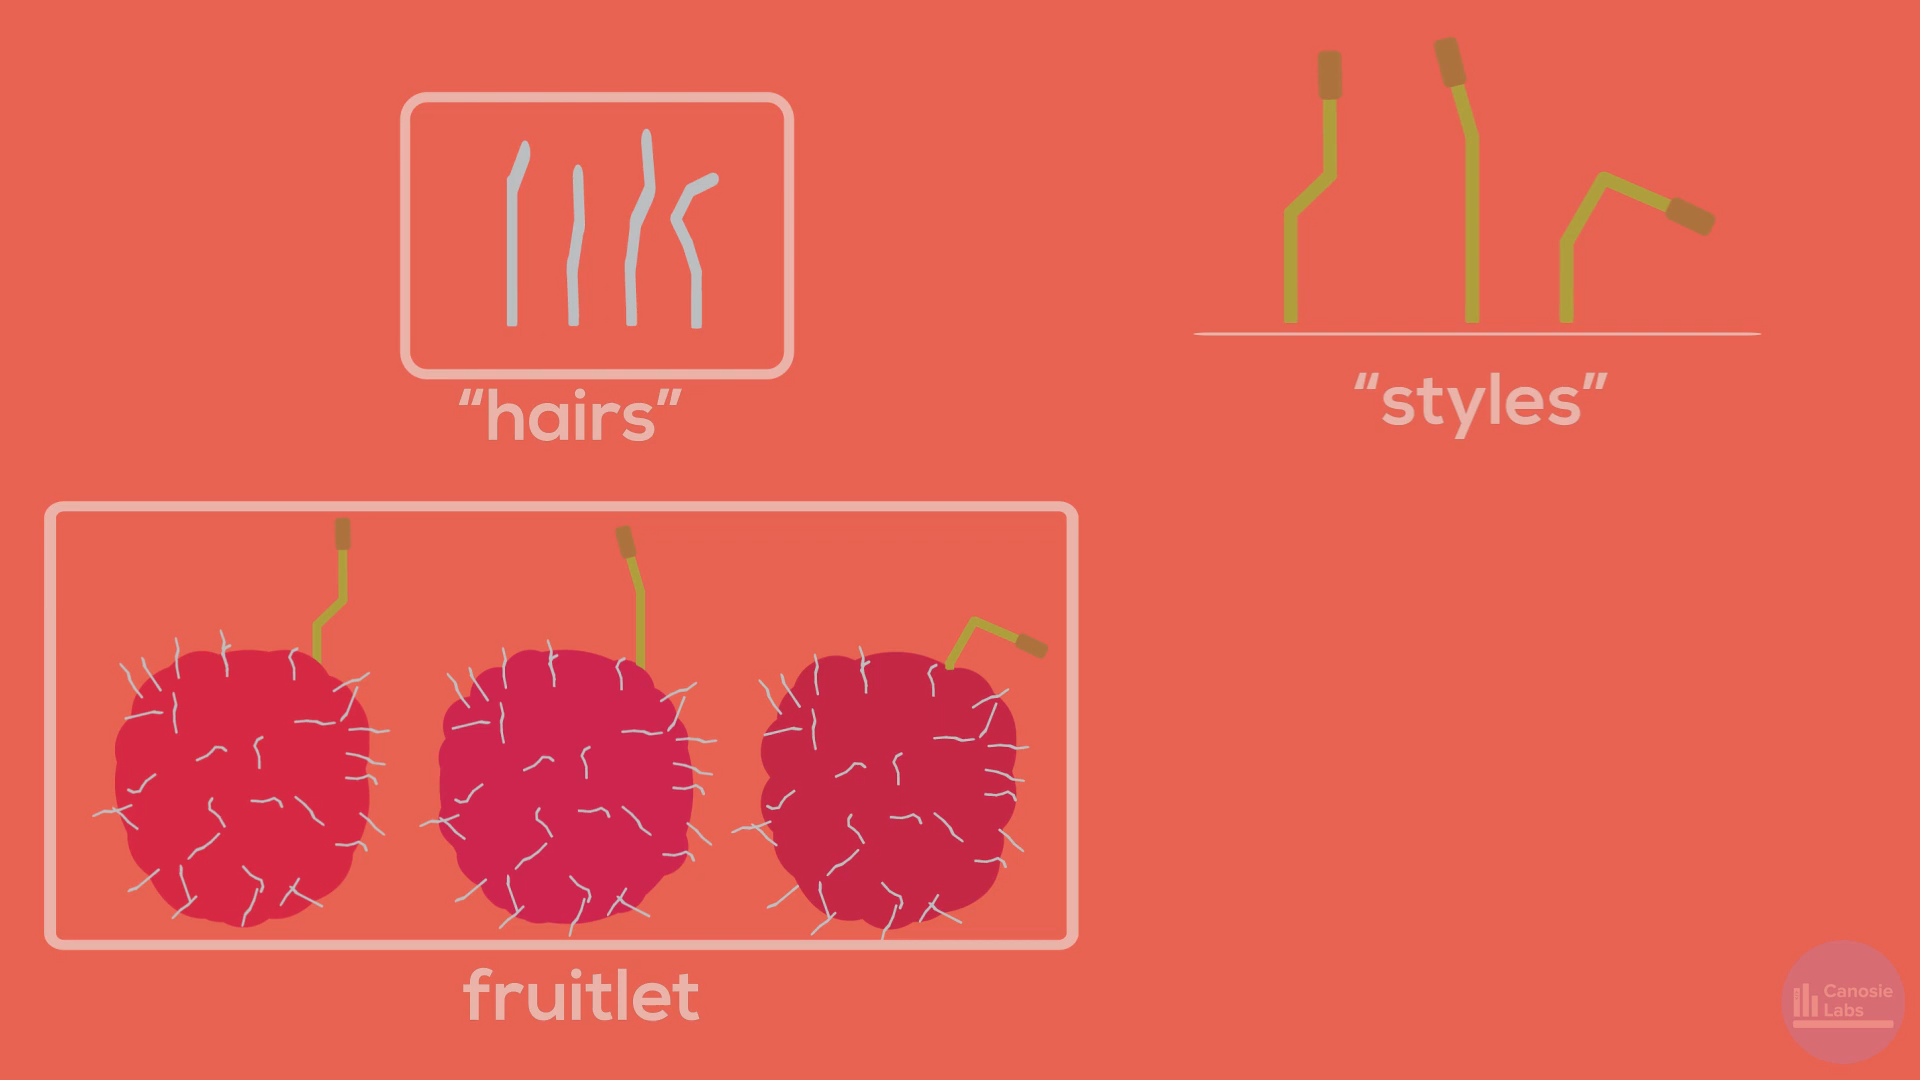 “hairs”
“styles”
fruitlet
Canosie
Labs